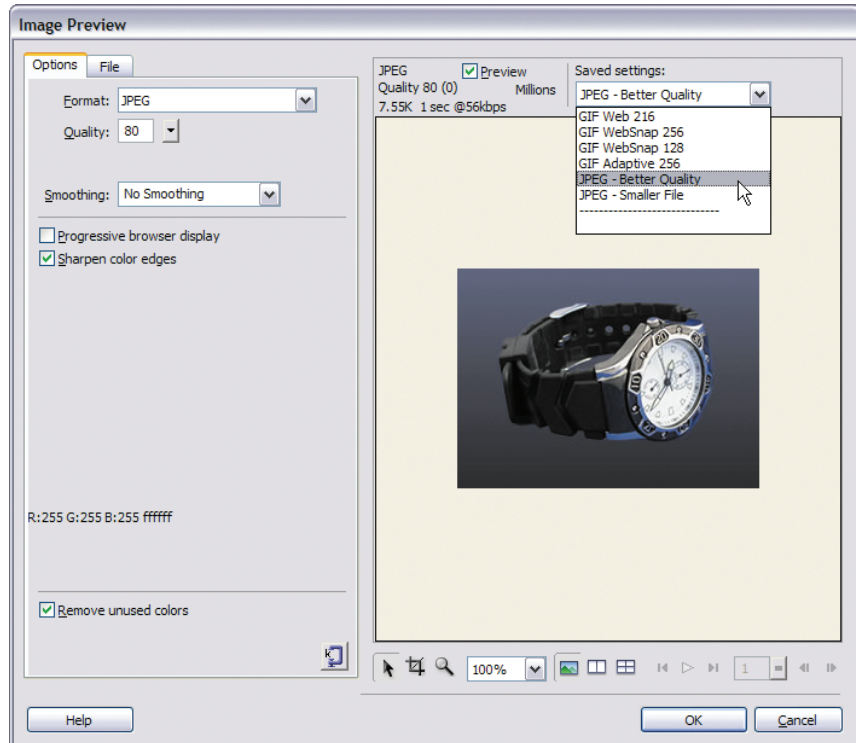 Image Preview
Options
File
Format: JPEG
Quality: 80
Smoothing: No Smoothing
Progressive browser display
Sharpen color edges
R:255 G:255 B:255 ffffff
Remove unused colors
JPEG
Preview
Quality 80 (0)
Millions
7.55K 1 sec @56kbps
Saved settings:
JPEG - Better Quality
GIF Web 216
GIF WebSnap 256
GIF WebSnap 128
GIF Adaptive 256
JPEG - Better Quality
JPEG - Smaller File
-----------------------------
100%
1
Help
OK
Cancel